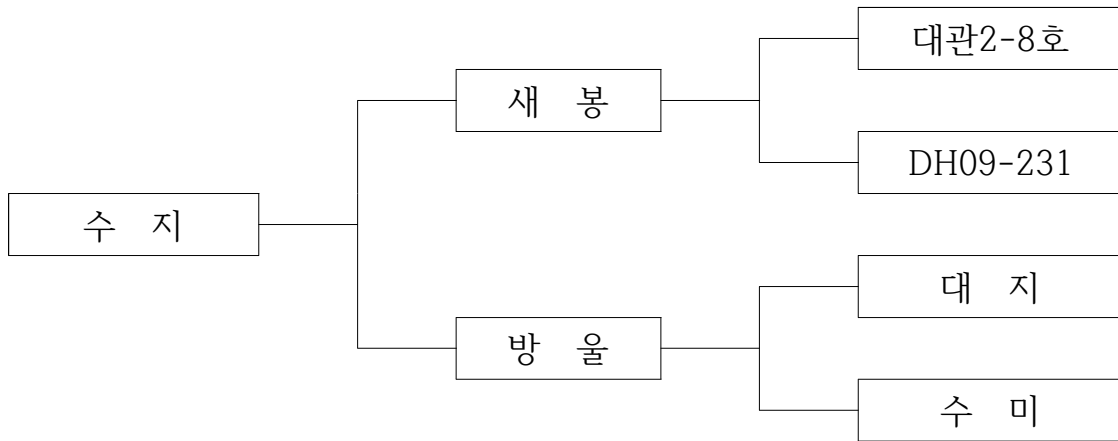 대관2-8호
새 봉
DH09-231
수 지
대 지
방 울
수 미